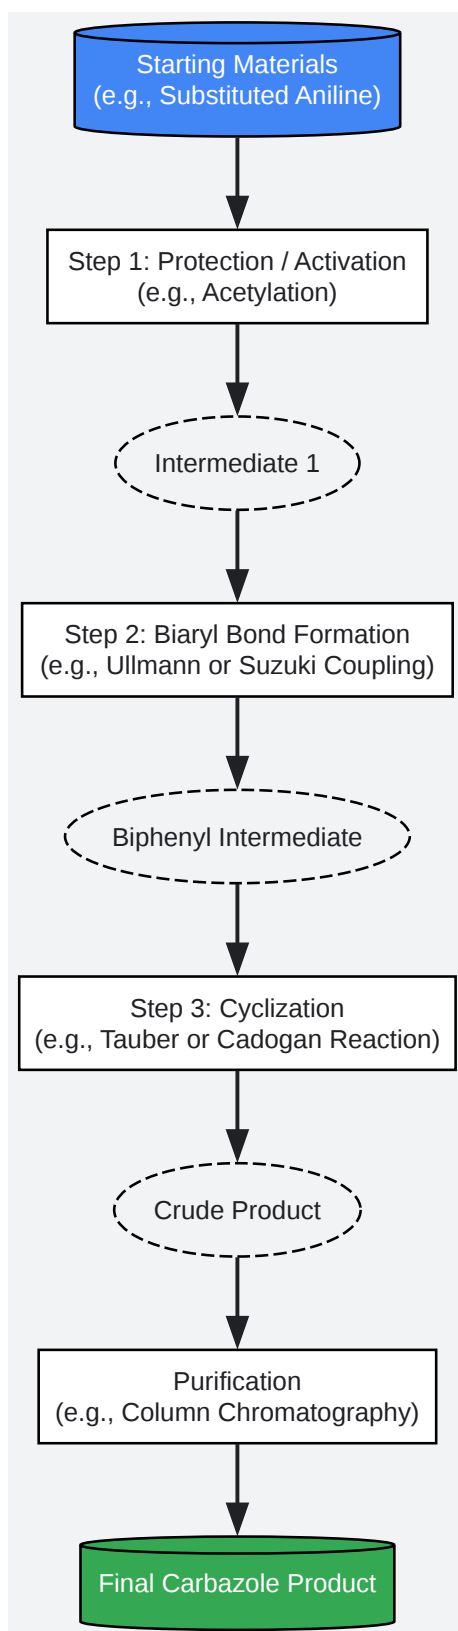 Starting Materials
(e.g., Substituted Aniline)
Step 1: Protection / Activation
(e.g., Acetylation)
Intermediate 1
Step 2: Biaryl Bond Formation
(e.g., Ullmann or Suzuki Coupling)
Biphenyl Intermediate
Step 3: Cyclization
(e.g., Tauber or Cadogan Reaction)
Crude Product
Purification
(e.g., Column Chromatography)
Final Carbazole Product